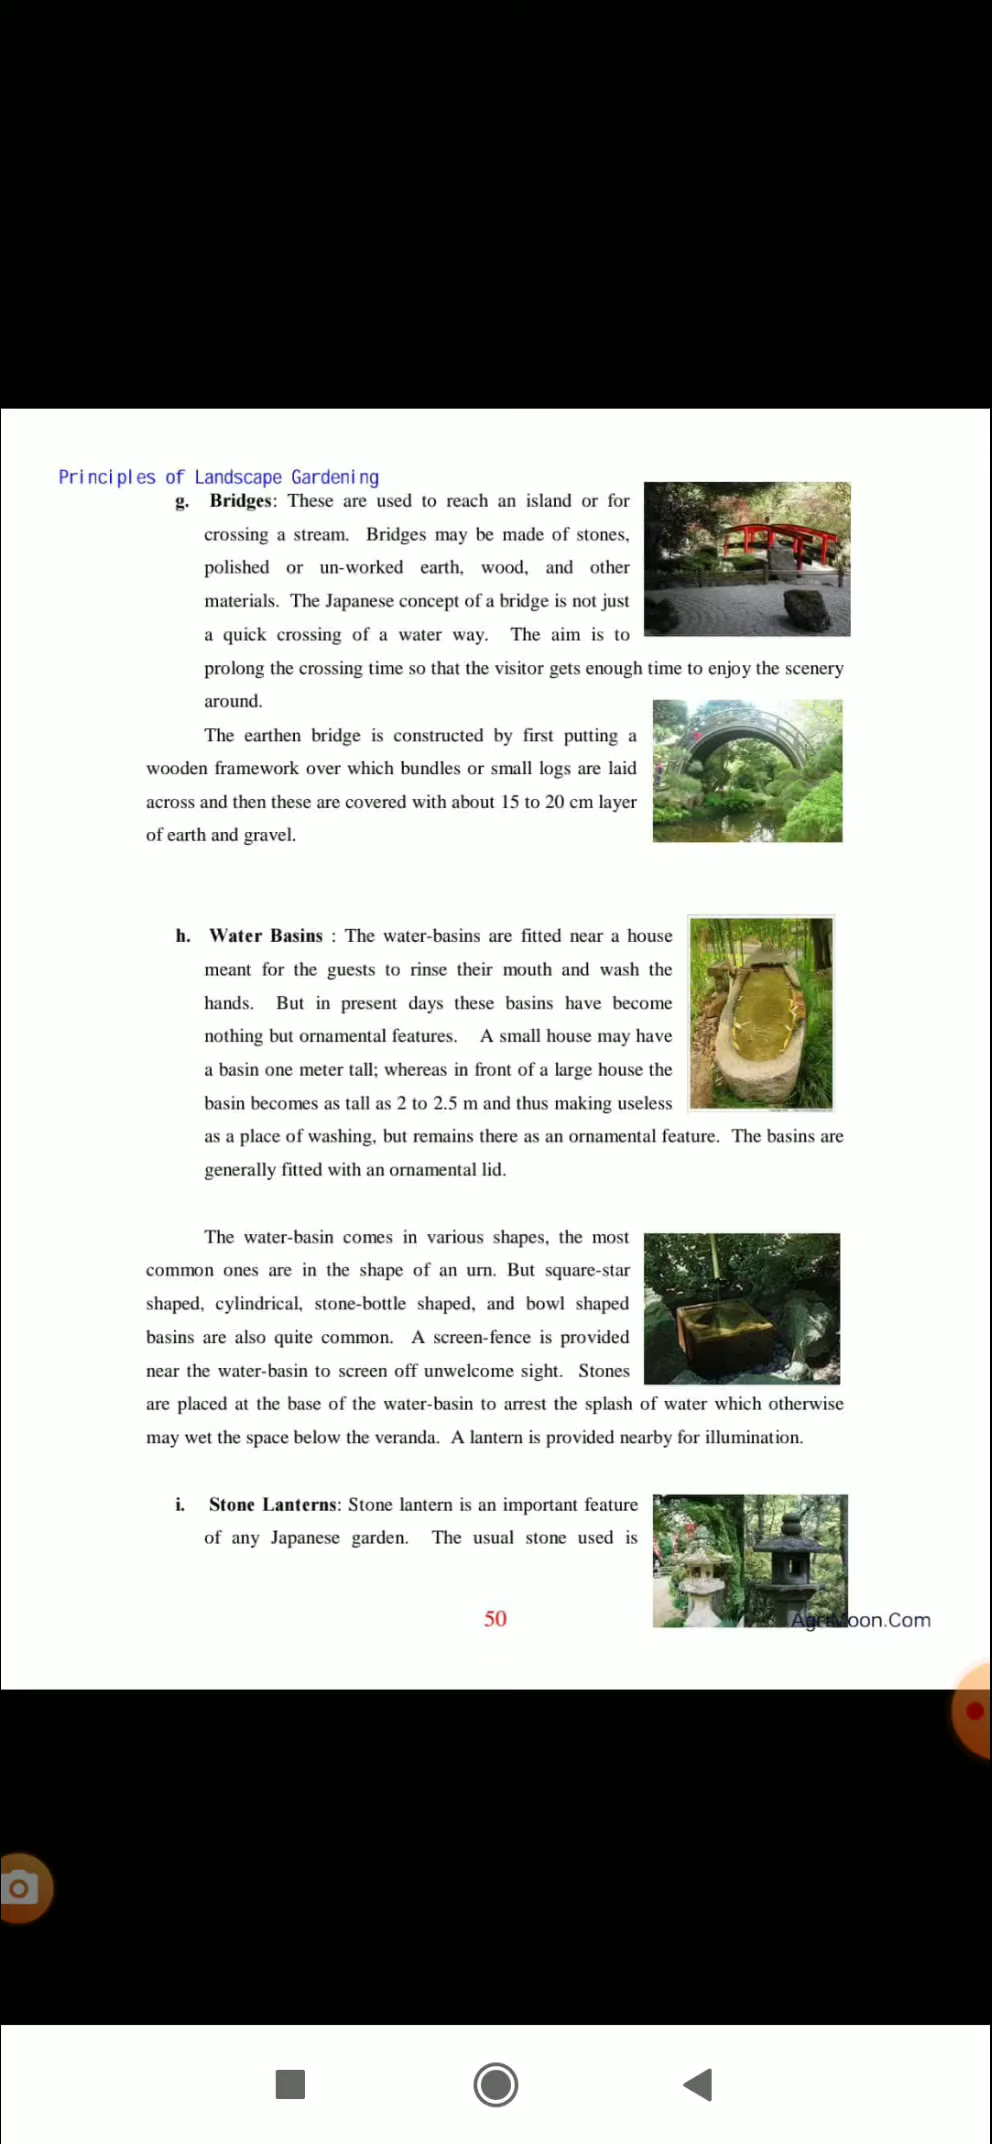 Principles of Landscape Gardening
g. Bridges: These are used to reach an island or for
crossing a stream. Bridges may be made of stones,
polished or un-worked earth, wood, and other
materials. The Japanese concept of a bridge is not just
a quick crossing of a water way. The aim is to
prolong the crossing time so that the visitor gets enough time to enjoy the scenery
around.
The earthen bridge is constructed by first putting a
wooden framework over which bundles or small logs are laid
across and then these are covered with about 15 to 20 cm layer
of earth and gravel.
h. Water Basins : The water-basins are fitted near a house
meant for the guests to rinse their mouth and wash the
hands. But in present days these basins have become
nothing but ornamental features. A small house may have
a basin one meter tall; whereas in front of a large house the
basin becomes as tall as 2 to 2.5 m and thus making useless
as a place of washing, but remains there as an ornamental feature. The basins are
generally fitted with an ornamental lid.
The water-basin comes in various shapes, the most
common ones are in the shape of an urn. But square-star
shaped, cylindrical, stone-bottle shaped, and bowl shaped
basins are also quite common. A screen-fence is provided
near the water-basin to screen off unwelcome sight. Stones
are placed at the base of the water-basin to arrest the splash of water which otherwise
may wet the space below the veranda. A lantern is provided nearby for illumination.
i. Stone Lanterns: Stone lantern is an important feature
of any Japanese garden. The usual stone used is
50
AgriMoon.Com